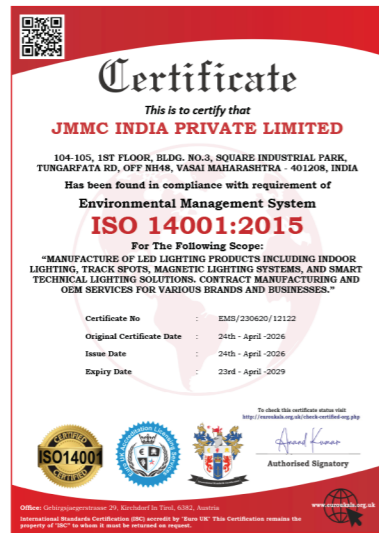 Certificate
This is to certify that
JMMC INDIA PRIVATE LIMITED
104-105, 1ST FLOOR, BLDG. NO.3, SQUARE INDUSTRIAL PARK,
TUNGARFATA RD, OFF NH48, VASAI MAHARASHTRA - 401208, INDIA
Has been found in compliance with requirement of
Environmental Management System
ISO 14001:2015
For The Following Scope:
“MANUFACTURE OF LED LIGHTING PRODUCTS INCLUDING INDOOR
LIGHTING, TRACK SPOTS, MAGNETIC LIGHTING SYSTEMS, AND SMART
TECHNICAL LIGHTING SOLUTIONS. CONTRACT MANUFACTURING AND
OEM SERVICES FOR VARIOUS BRANDS AND BUSINESSES.”
Certificate No : EMS/230620/12122
Original Certificate Date : 24th - April -2026
Issue Date : 24th - April -2026
Expiry Date : 23rd - April -2029
To check this certificate status visit
http://euroukals.org.uk/check-certified-org.php
Anand Kumar
Authorised Signatory
CERTIFIED
ISO14001
CERTIFIED
Office: Gebirgsjaegerstrasse 29, Kirchdorf In Tirol, 6382, Austria
www.euroukals.org.uk
International Standards Certification (ISC) accredit by "Euro UK" This Certification remains the
property of "ISC" to whom it must be returned on request.